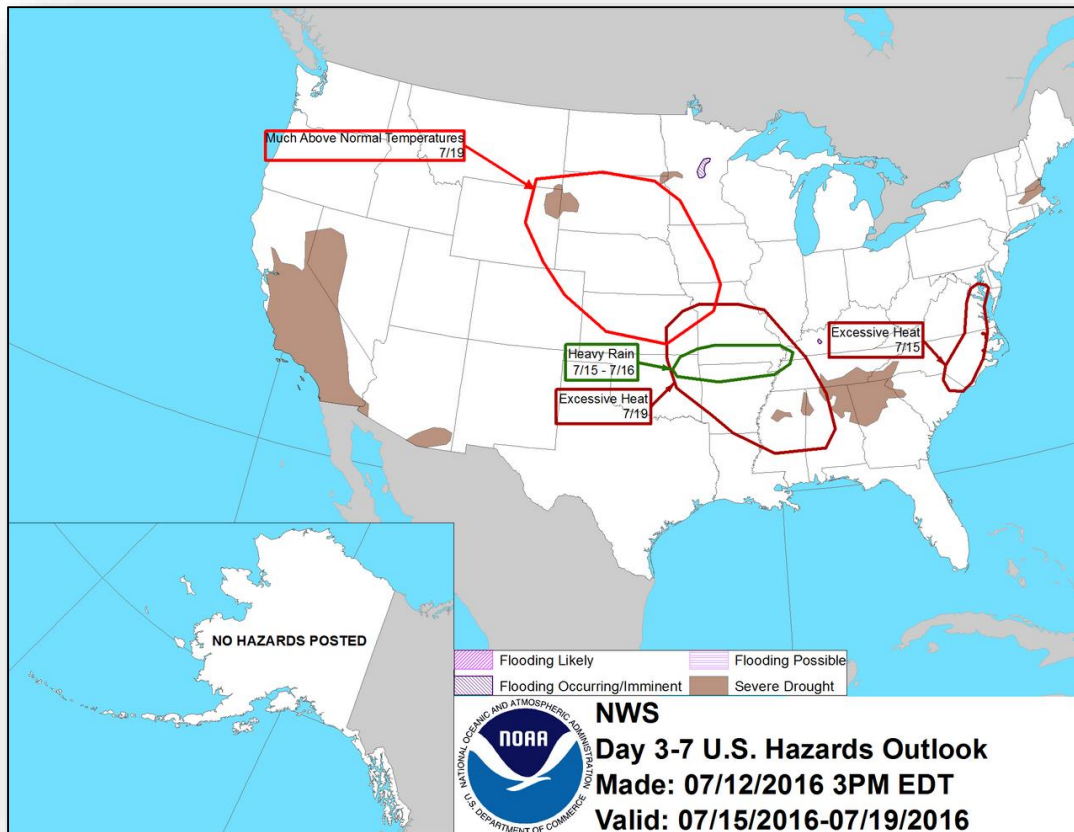 Much Above Normal Temperatures
7/19
Excessive Heat
7/15
Heavy Rain
7/15 - 7/16
Excessive Heat
7/19
NO HAZARDS POSTED
Flooding Likely
Flooding Possible
Flooding Occurring/Imminent
Severe Drought
NATIONAL OCEANIC AND ATMOSPHERIC ADMINISTRATION
NOAA
U.S. DEPARTMENT OF COMMERCE
NWS
Day 3-7 U.S. Hazards Outlook
Made: 07/12/2016 3PM EDT
Valid: 07/15/2016-07/19/2016